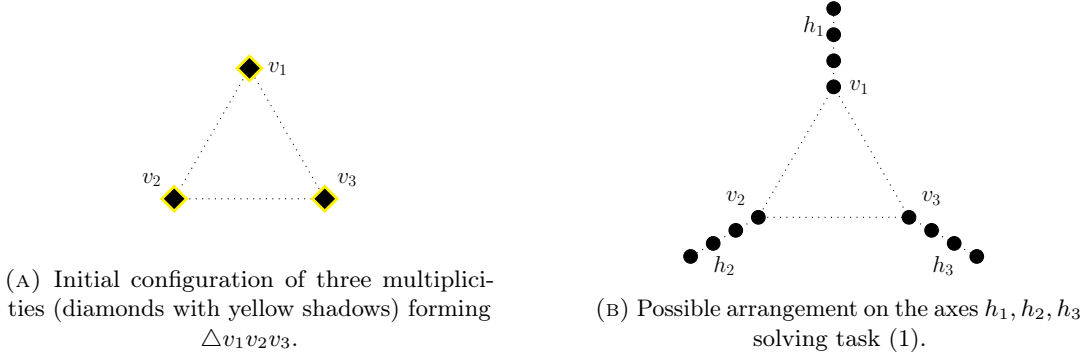 v₁
v₂
v₃
(A) Initial configuration of three multiplici-
ties (diamonds with yellow shadows) forming
△v₁v₂v₃.
h₁
v₁
v₂
v₃
h₂
h₃
(B) Possible arrangement on the axes h₁, h₂, h₃
solving task (1).